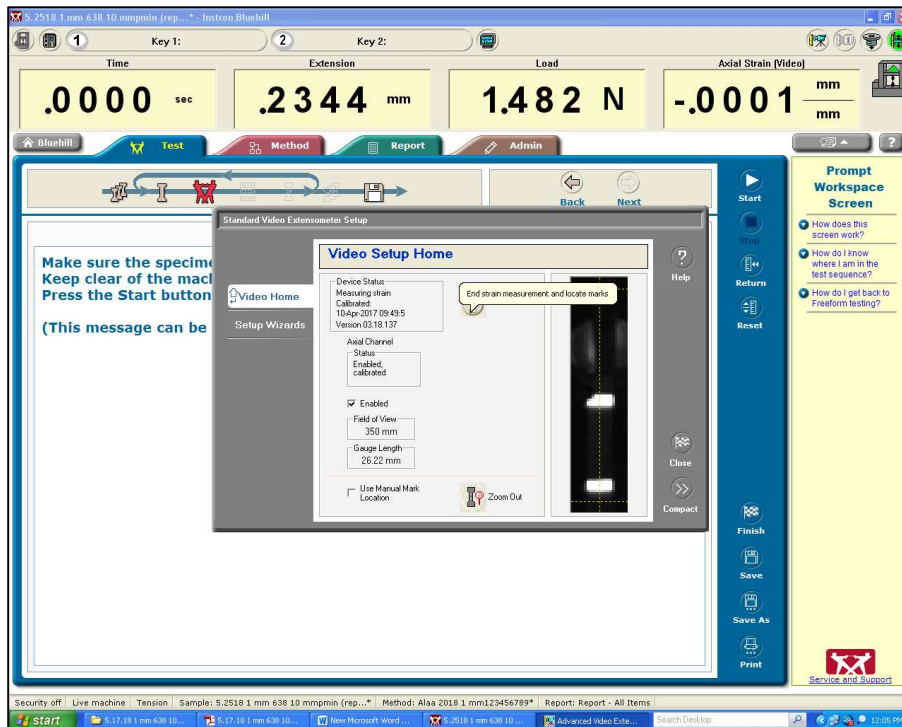 5.2518 1 mm 638 10 mmpmin (rep...* - Instron Bluehill
1 Key 1: 2 Key 2:
Time Extension Load Axial Strain (Video)
.0000 sec .2344 mm 1.482 N -.0001 mm
mm
Bluehill Test Method Report Admin ?
Back Next
Start
Stop
Return
Reset
Finish
Save
Save As
Print
Prompt
Workspace
Screen
How does this
screen work?
How do I know
where I am in the
test sequence?
How do I get back to
Freeform testing?
Service and Support
Make sure the specime
Keep clear of the mach
Press the Start button
(This message can be
Standard Video Extensometer Setup
Video Home
Setup Wizards
Video Setup Home
Device Status
Measuring strain
Calibrated:
10-Apr-2017 09:49:5
Version 03.18.137
End strain measurement and locate marks
Axial Channel
Status
Enabled,
calibrated
Enabled
Field of View
350 mm
Gauge Length
26.22 mm
Use Manual Mark
Location
Zoom Out
?
Help
Close
Compact
Security off Live machine Tension Sample: 5.2518 1 mm 638 10 mmpmin (rep...* Method: Alaa 2018 1 mm123456789* Report: Report - All Items
start 5.17.18 1 mm 638 10... 5.17.18 1 mm 638 10... New Microsoft Word ... 5.2518 1 mm 638 10 ... Advanced Video Exte... Search Desktop 12:05 PM